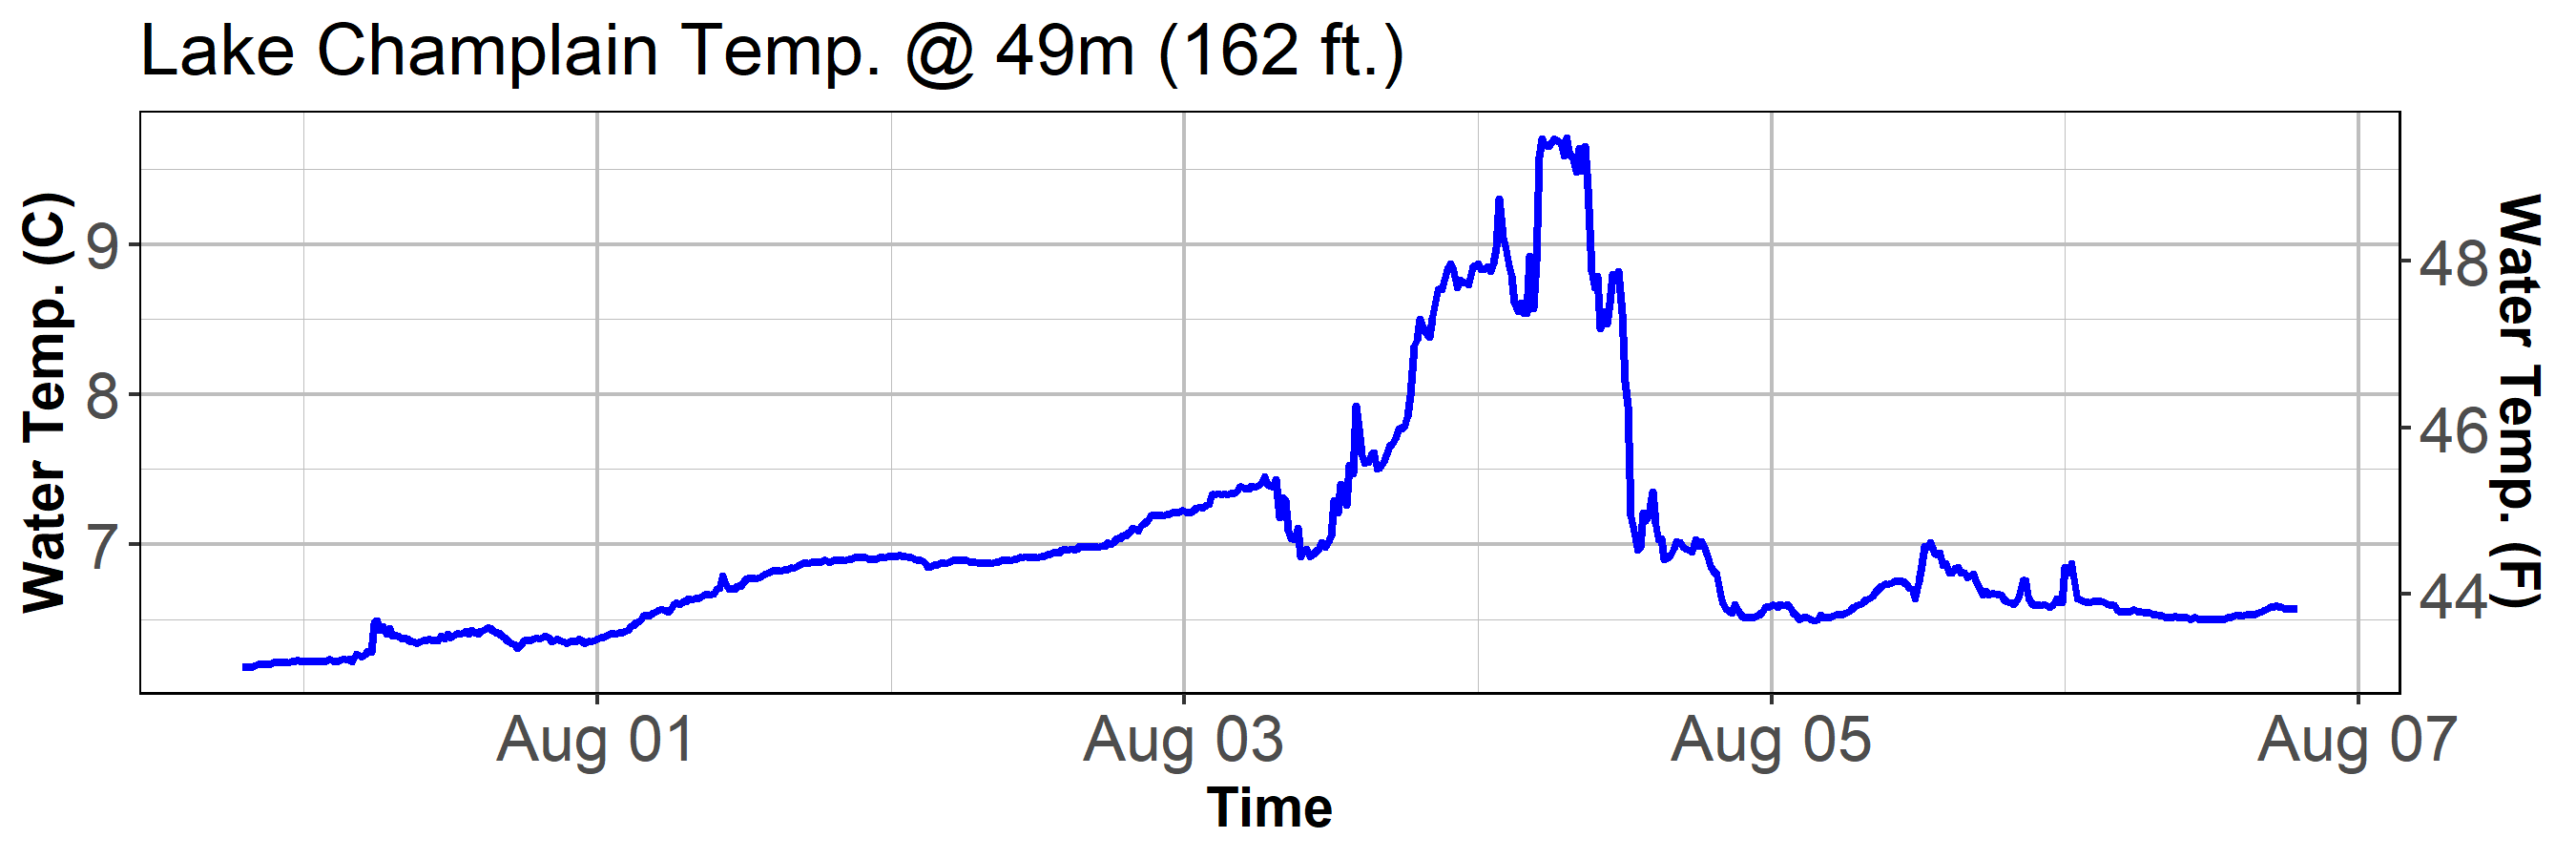 Lake Champlain Temp. @ 49m (162 ft.)
Water Temp. (C)
9
8
7
48
46
44
Water Temp. (F)
Aug 01
Aug 03
Aug 05
Aug 07
Time